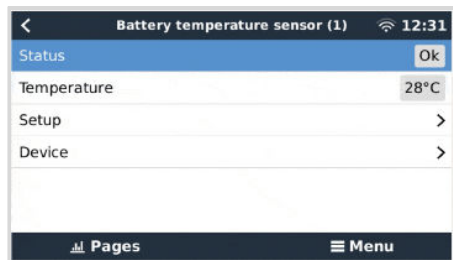 Battery temperature sensor (1) 12:31
Status Ok
Temperature 28°C
Setup
Device
Pages Menu